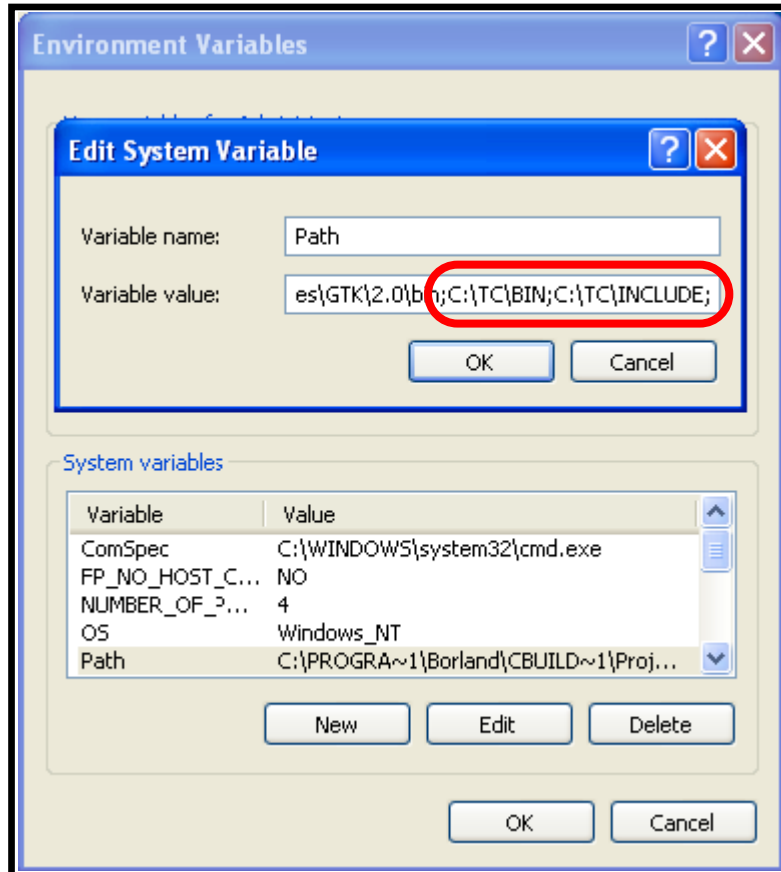 Environment Variables
Edit System Variable
Variable name:
Path
Variable value:
es\GTK\2.0\bin;C:\TC\BIN;C:\TC\INCLUDE;
OK Cancel
System variables
Variable Value
ComSpec C:\WINDOWS\system32\cmd.exe
FP_NO_HOST_C... NO
NUMBER_OF_P... 4
OS Windows_NT
Path C:\PROGRA~1\Borland\CBUILD~1\Proj...
New Edit Delete
OK Cancel